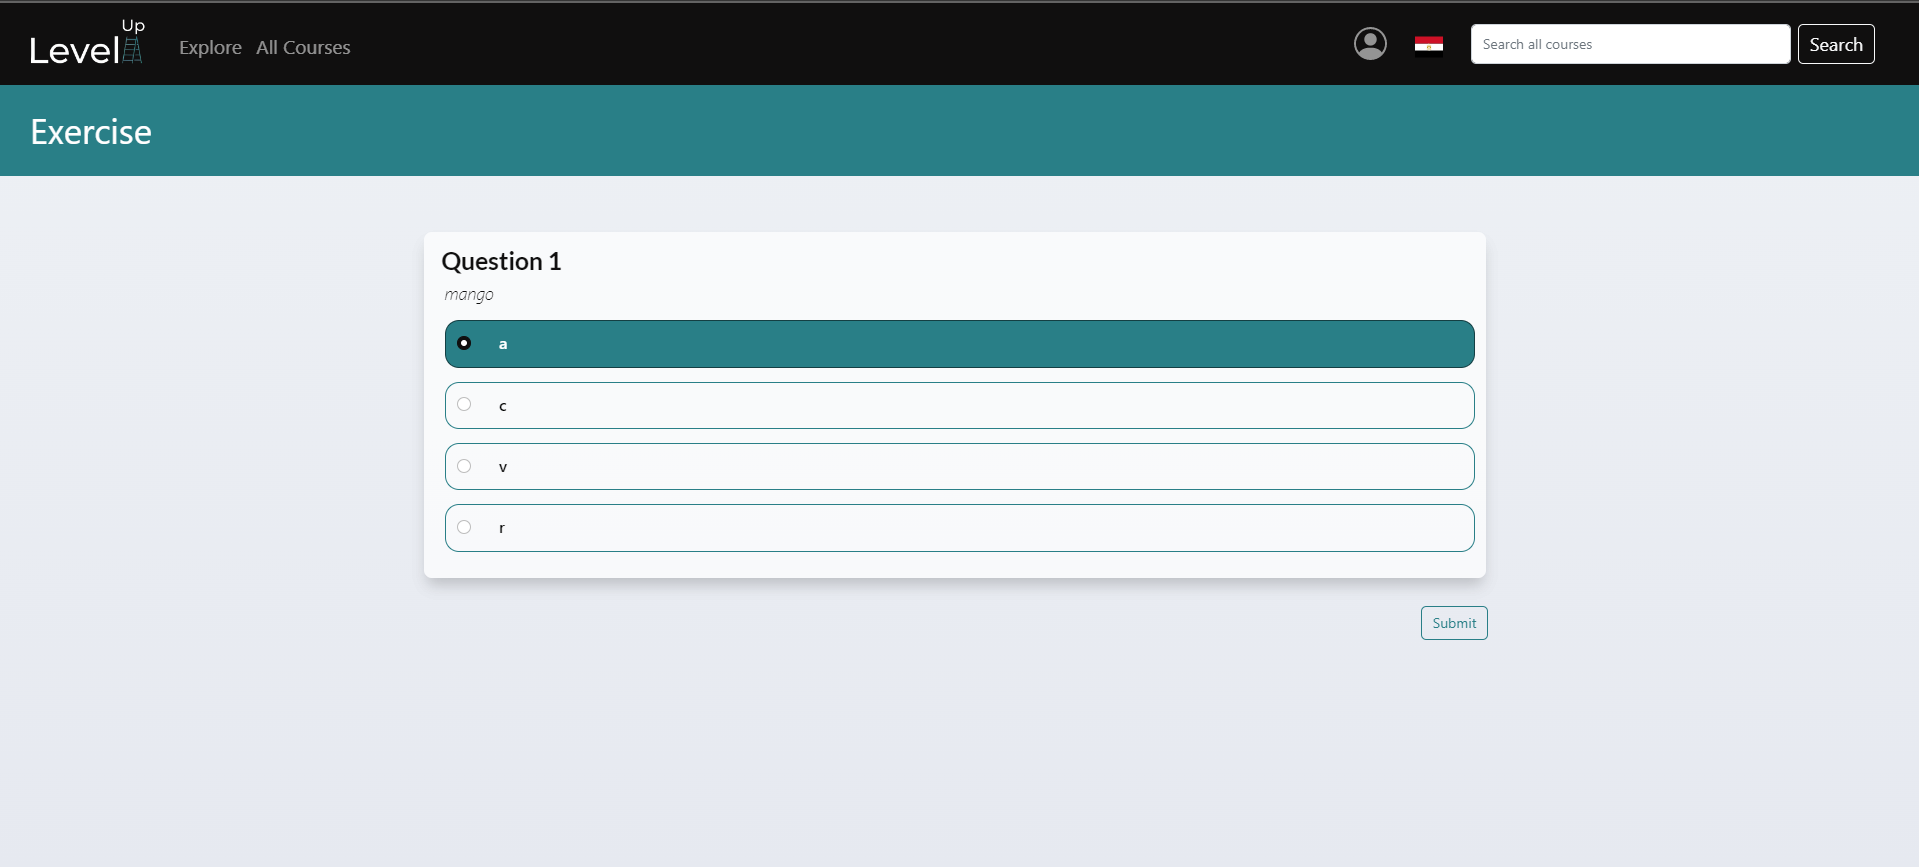 Level Up
Explore
All Courses
Search all courses
Search
Exercise
Question 1
mango
a
c
v
r
Submit